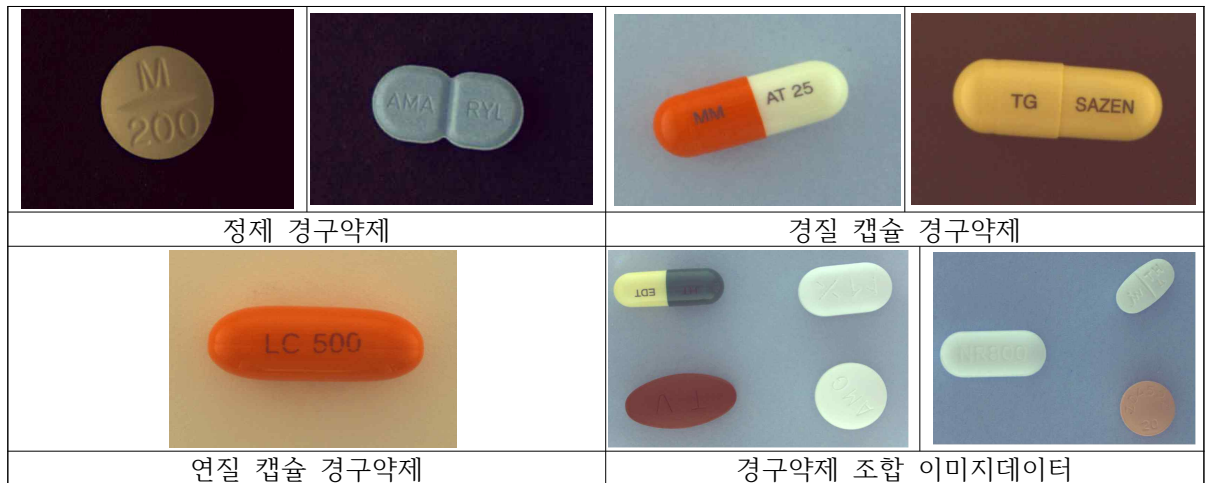 M
200
AMA RYL
MM AT 25
TG SAZEN
정제 경구약제
경질 캡슐 경구약제
LC 500
EDT
연질 캡슐 경구약제
경구약제 조합 이미지데이터